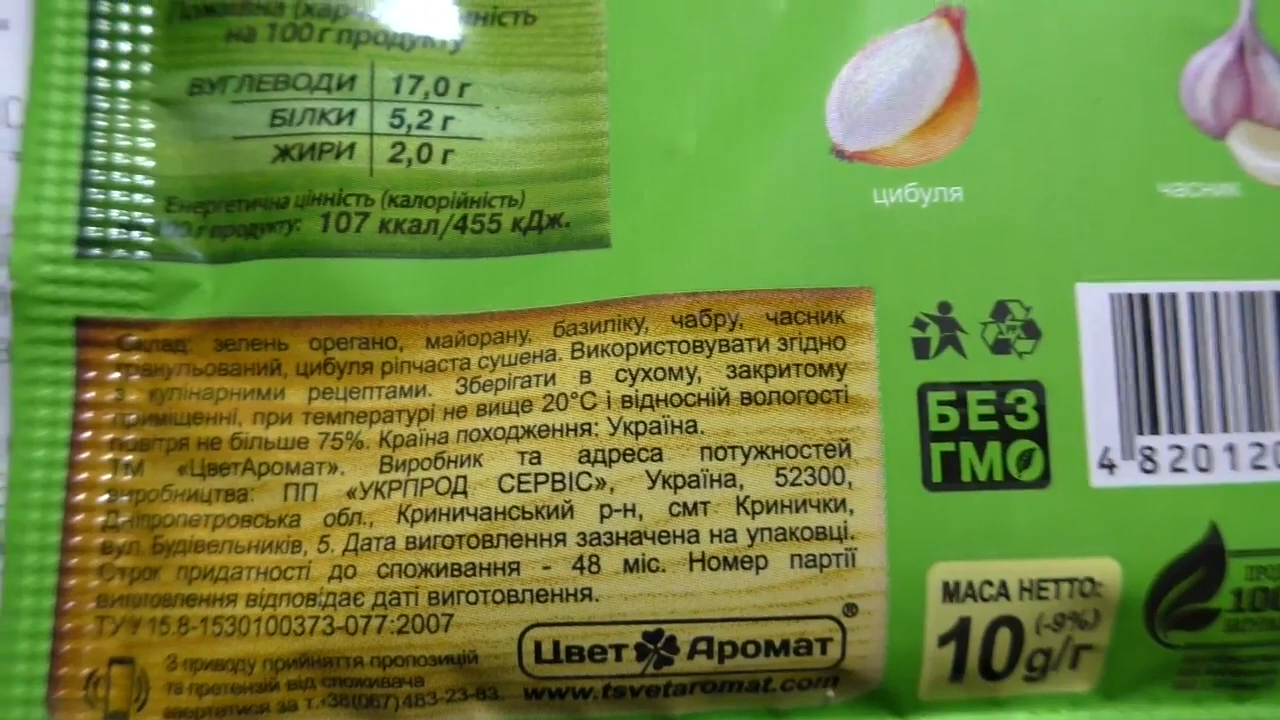 на 100 г продукту
ВУГЛЕВОДИ 17,0 г
БІЛКИ 5,2 г
ЖИРИ 2,0 г
Енергетична цінність (калорійність)
продукту: 107 ккал/455 кДж.
цибуля
часник
Склад: зелень орегано, майорану, базиліку, чабру, часник
гранульований, цибуля ріпчаста сушена. Використовувати згідно
з кулінарними рецептами. Зберігати в сухому, закритому
приміщенні, при температурі не вище 20°С і відносній вологості
повітря не більше 75%. Країна походження: Україна.
ТМ «ЦветАромат». Виробник та адреса потужностей
виробництва: ПП «УКРПРОД СЕРВІС», Україна, 52300,
Дніпропетровська обл., Криничанський р-н, смт Кринички,
вул. Будівельників, 5. Дата виготовлення зазначена на упаковці.
Строк придатності до споживання - 48 міс. Номер партії
виготовлення відповідає даті виготовлення.
ТУ У 15.8-1530100373-077:2007
З приводу прийняття пропозицій
та претензій від споживача
звертатися за т.+38(067)483-23-83.
Цвет Аромат®
www.tsvetaromat.com
БЕЗ
ГМО
4 820120
МАСА НЕТТО:
10 g/г (-9%)
100